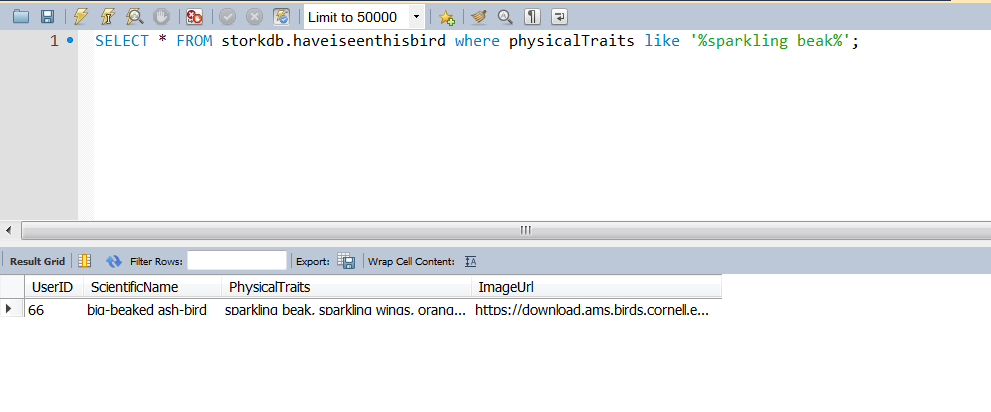 Limit to 50000
1 SELECT * FROM storkdb.haveiseenthisbird where physicalTraits like '%sparkling beak%';
Result Grid Filter Rows: Export: Wrap Cell Content:
UserID ScientificName PhysicalTraits ImageUrl
66 big-beaked ash-bird sparkling beak, sparkling wings, orang... https://download.ams.birds.cornell.e...